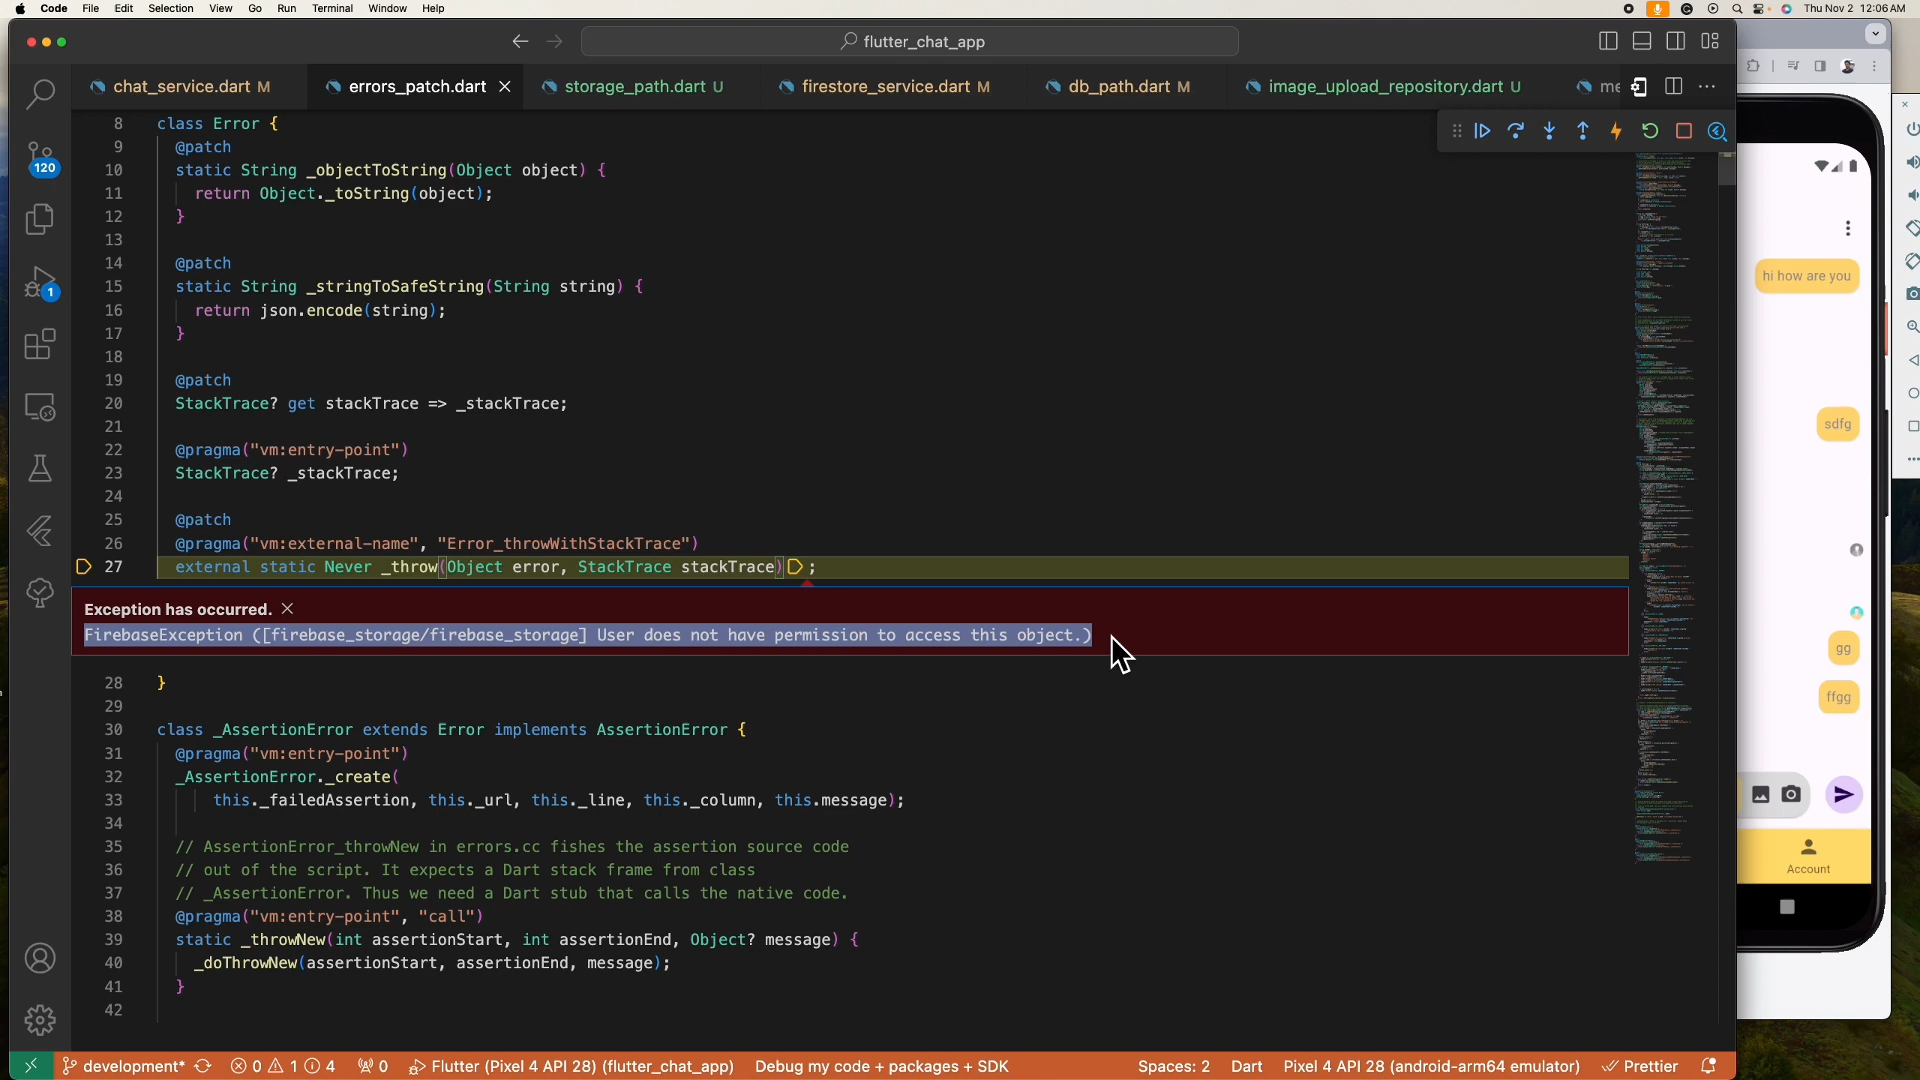 Code File Edit Selection View Go Run Terminal Window Help
Thu Nov 2 12:06 AM
flutter_chat_app
chat_service.dart M
errors_patch.dart
storage_path.dart U
firestore_service.dart M
db_path.dart M
image_upload_repository.dart U
me
8 class Error {
9 @patch
10 static String _objectToString(Object object) {
11 return Object._toString(object);
12 }
13
14 @patch
15 static String _stringToSafeString(String string) {
16 return json.encode(string);
17 }
18
19 @patch
20 StackTrace? get stackTrace => _stackTrace;
21
22 @pragma("vm:entry-point")
23 StackTrace? _stackTrace;
24
25 @patch
26 @pragma("vm:external-name", "Error_throwWithStackTrace")
27 external static Never _throw(Object error, StackTrace stackTrace);
Exception has occurred.
FirebaseException ([firebase_storage/firebase_storage] User does not have permission to access this object.)
28 }
29
30 class _AssertionError extends Error implements AssertionError {
31 @pragma("vm:entry-point")
32 _AssertionError._create(
33 this._failedAssertion, this._url, this._line, this._column, this.message);
34
35 // AssertionError_throwNew in errors.cc fishes the assertion source code
36 // out of the script. It expects a Dart stack frame from class
37 // _AssertionError. Thus we need a Dart stub that calls the native code.
38 @pragma("vm:entry-point", "call")
39 static _throwNew(int assertionStart, int assertionEnd, Object? message) {
40 _doThrowNew(assertionStart, assertionEnd, message);
41 }
42
120
1
hi how are you
sdfg
gg
ffgg
Account
development* 0 1 4 0 Flutter (Pixel 4 API 28) (flutter_chat_app) Debug my code + packages + SDK
Spaces: 2 Dart Pixel 4 API 28 (android-arm64 emulator) Prettier